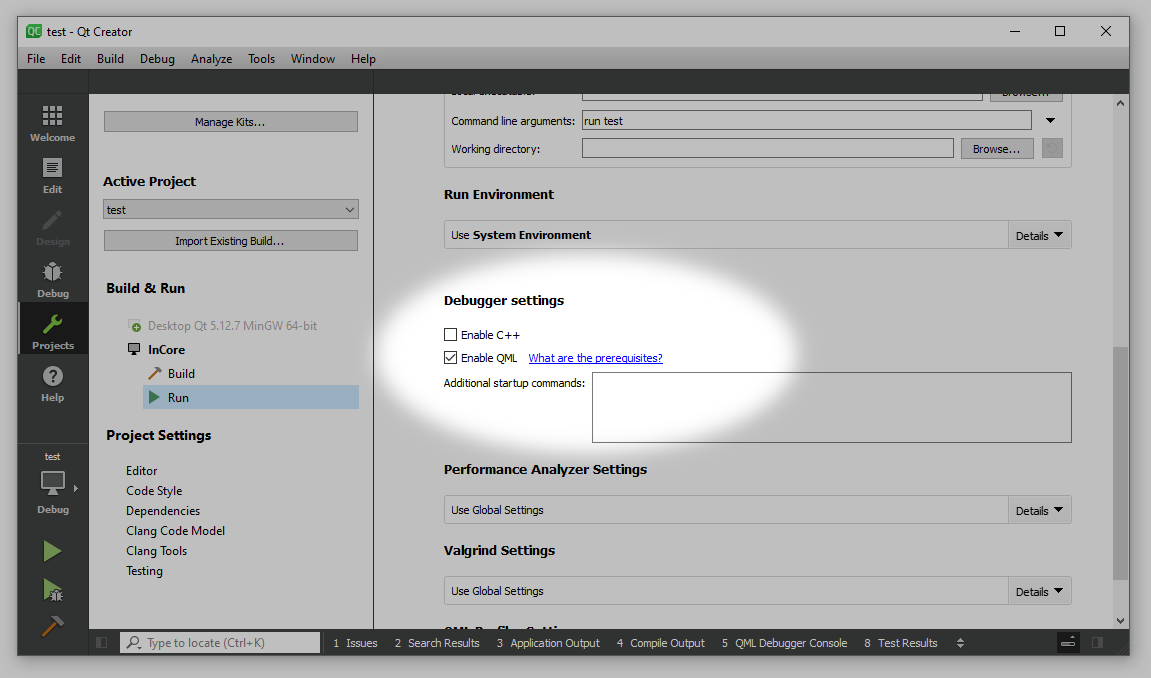 QC test - Qt Creator
File Edit Build Debug Analyze Tools Window Help
Welcome
Edit
Design
Debug
Projects
Help
test
Debug
Manage Kits...
Active Project
test
Import Existing Build...
Build & Run
Desktop Qt 5.12.7 MinGW 64-bit
InCore
Build
Run
Project Settings
Editor
Code Style
Dependencies
Clang Code Model
Clang Tools
Testing
Command line arguments: run test
Working directory: Browse...
Run Environment
Use System Environment Details
Debugger settings
Enable C++
Enable QML What are the prerequisites?
Additional startup commands:
Performance Analyzer Settings
Use Global Settings Details
Valgrind Settings
Use Global Settings Details
Type to locate (Ctrl+K) 1 Issues 2 Search Results 3 Application Output 4 Compile Output 5 QML Debugger Console 8 Test Results